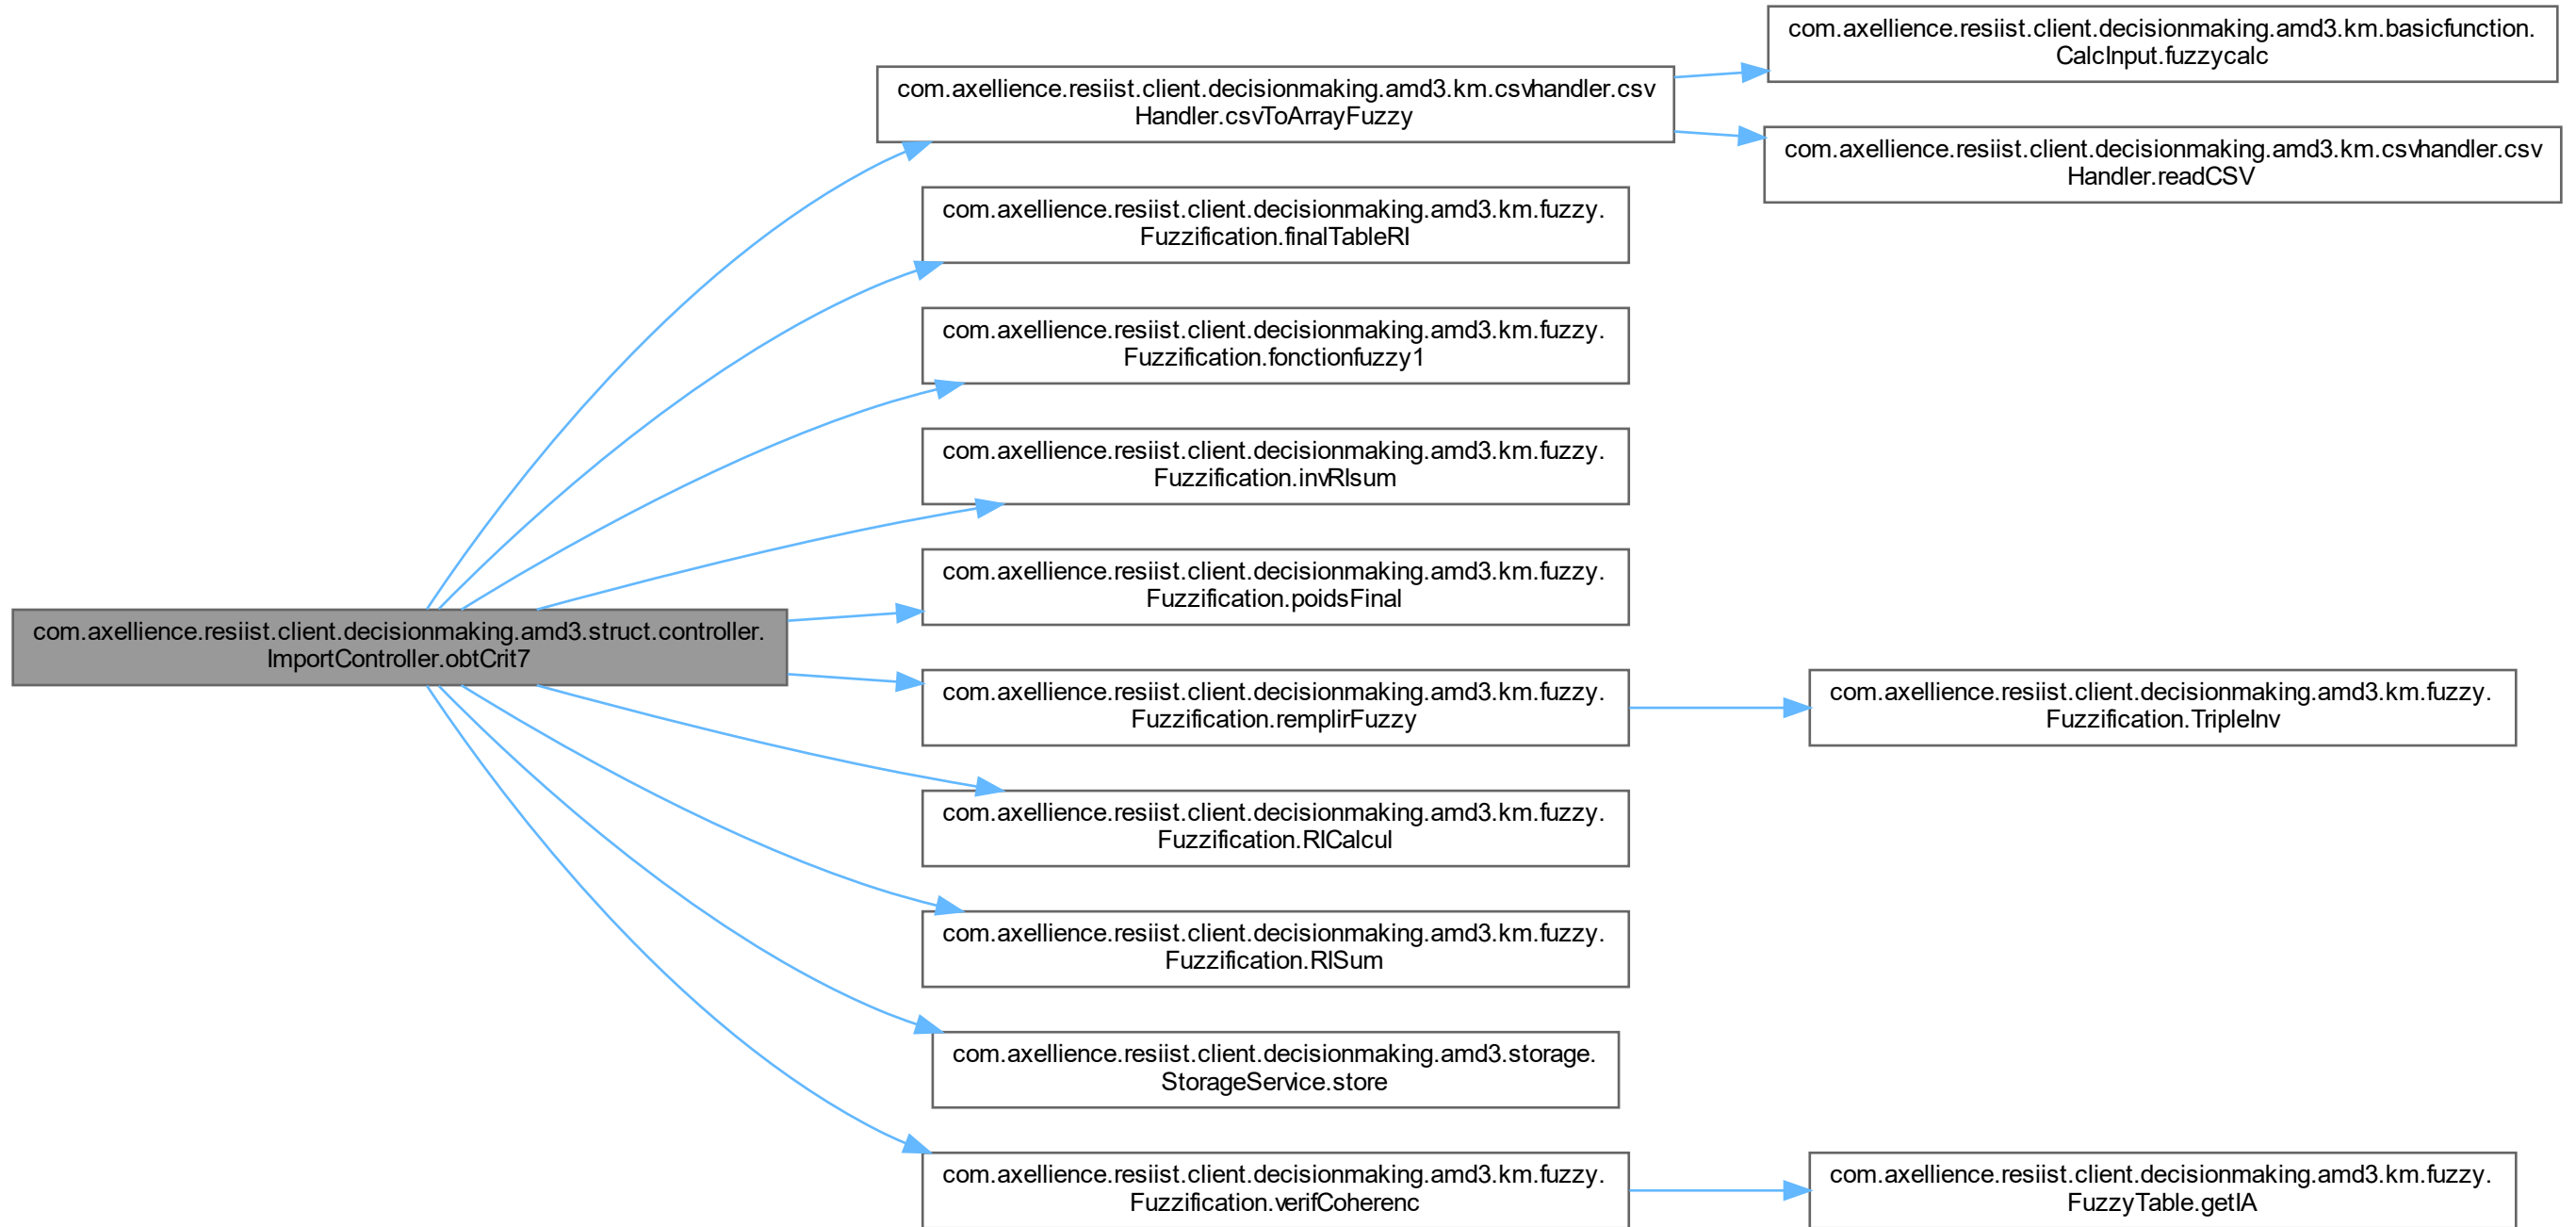 com.axellience.resiist.client.decisionmaking.amd3.struct.controller.
ImportController.obtCrit7
com.axellience.resiist.client.decisionmaking.amd3.km.csvhandler.csv
Handler.csvToArrayFuzzy
com.axellience.resiist.client.decisionmaking.amd3.km.basicfunction.
CalcInput.fuzzycalc
com.axellience.resiist.client.decisionmaking.amd3.km.csvhandler.csv
Handler.readCSV
com.axellience.resiist.client.decisionmaking.amd3.km.fuzzy.
Fuzzification.finalTableRI
com.axellience.resiist.client.decisionmaking.amd3.km.fuzzy.
Fuzzification.fonctionfuzzy1
com.axellience.resiist.client.decisionmaking.amd3.km.fuzzy.
Fuzzification.invRIsum
com.axellience.resiist.client.decisionmaking.amd3.km.fuzzy.
Fuzzification.poidsFinal
com.axellience.resiist.client.decisionmaking.amd3.km.fuzzy.
Fuzzification.remplirFuzzy
com.axellience.resiist.client.decisionmaking.amd3.km.fuzzy.
Fuzzification.TripleInv
com.axellience.resiist.client.decisionmaking.amd3.km.fuzzy.
Fuzzification.RICalcul
com.axellience.resiist.client.decisionmaking.amd3.km.fuzzy.
Fuzzification.RISum
com.axellience.resiist.client.decisionmaking.amd3.storage.
StorageService.store
com.axellience.resiist.client.decisionmaking.amd3.km.fuzzy.
Fuzzification.verifCoherenc
com.axellience.resiist.client.decisionmaking.amd3.km.fuzzy.
FuzzyTable.getIA